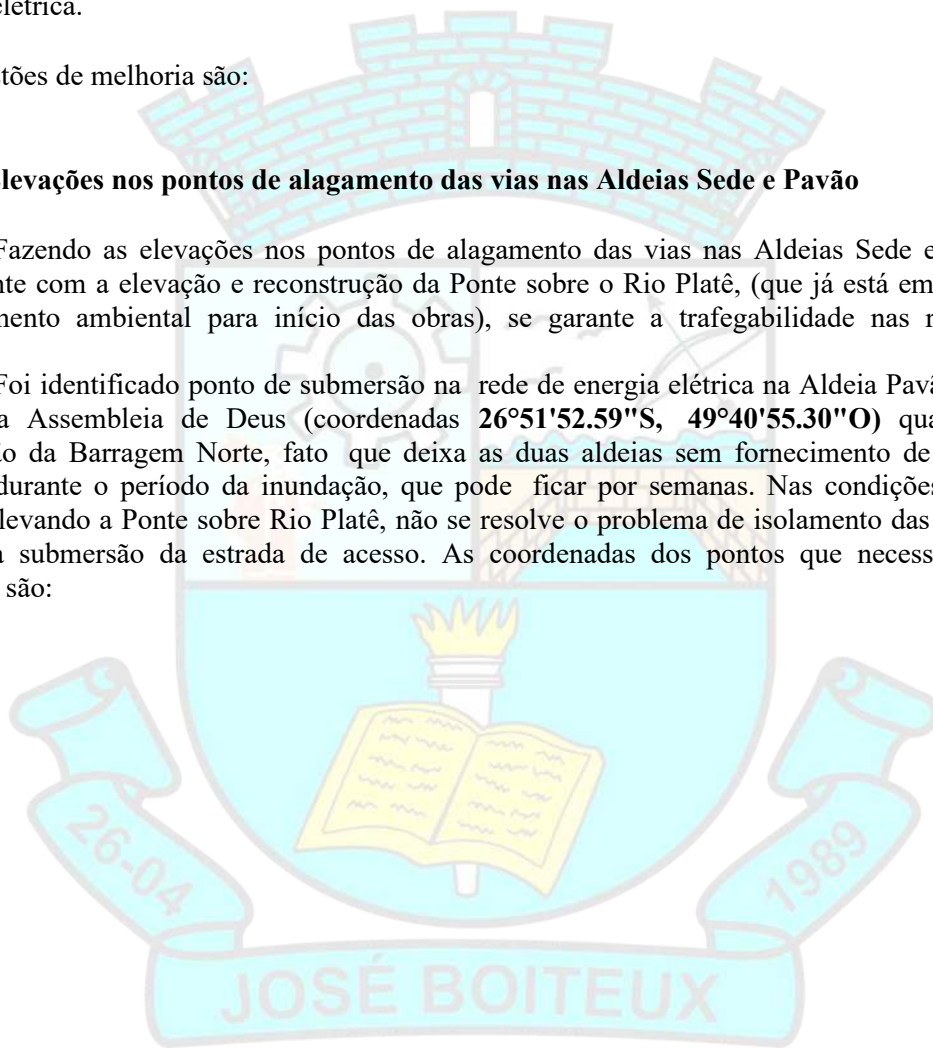 elétrica.
tões de melhoria são:
levações nos pontos de alagamento das vias nas Aldeias Sede e Pavão
Fazendo as elevações nos pontos de alagamento das vias nas Aldeias Sede e
nte com a elevação e reconstrução da Ponte sobre o Rio Platê, (que já está em
mento ambiental para início das obras), se garante a trafegabilidade nas r
Foi identificado ponto de submersão na rede de energia elétrica na Aldeia Pavã
a Assembleia de Deus (coordenadas 26°51'52.59"S, 49°40'55.30"O) qua
o da Barragem Norte, fato que deixa as duas aldeias sem fornecimento de
durante o período da inundação, que pode ficar por semanas. Nas condições
levando a Ponte sobre Rio Platê, não se resolve o problema de isolamento das
a submersão da estrada de acesso. As coordenadas dos pontos que necess
são:
26-04
1989
JOSÉ BOITEUX